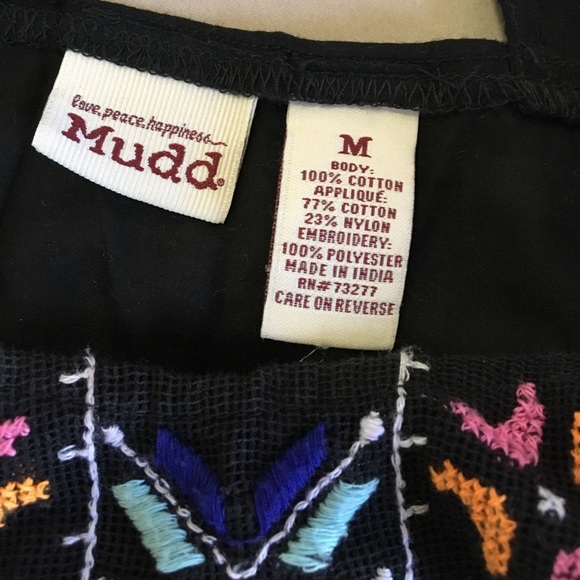 love.peace.happiness
Mudd®
M
BODY:
100% COTTON
APPLIQUÉ:
77% COTTON
23% NYLON
EMBROIDERY:
100% POLYESTER
MADE IN INDIA
RN# 73277
CARE ON REVERSE